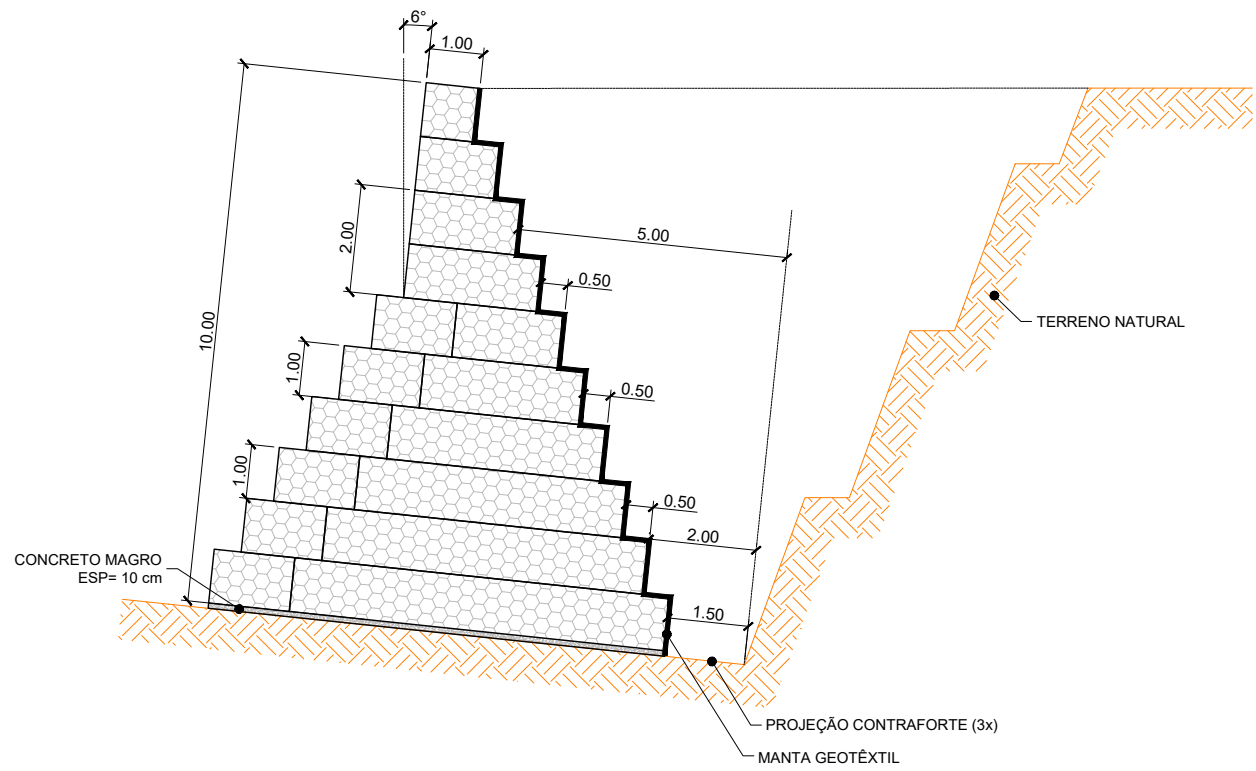 6°
1.00
10.00
2.00
5.00
0.50
TERRENO NATURAL
1.00
0.50
1.00
0.50
2.00
CONCRETO MAGRO
ESP= 10 cm
1.50
PROJEÇÃO CONTRAFORTE (3x)
MANTA GEOTÊXTIL